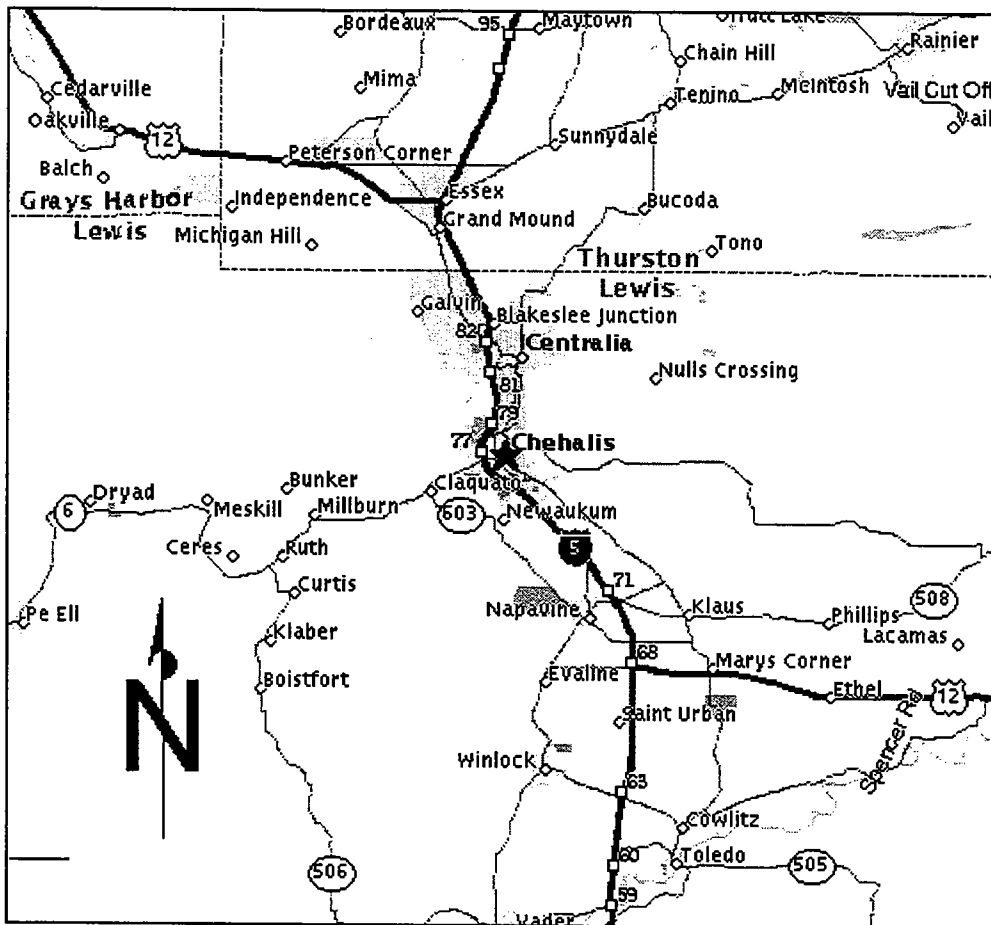 Bordeaux
95
Maytown
Chain Hill
Rainier
Mima
Cedarville
Tenino
McIntosh
Vail Cut Off
Oakville
12
Sunnydale
Vail
Balch
Peterson Corner
Grays Harbor
Independence
Essex
Bucoda
Lewis
Michigan Hill
Grand Mound
Tono
Thurston
Lewis
Galvin
Blakeslee Junction
82
Centralia
Nulls Crossing
81
79
77
Chehalis
Claquato
Bunker
Dryad
6
Meskill
Millburn
603
Newaukum
Ceres
Ruth
5
Curtis
71
508
Pe Ell
Napavine
Klaus
Phillips
Klaber
Lacamas
68
Marys Corner
Boistfort
Evaline
Ethel
12
N
Saint Urban
Spencer Rd
Winlock
63
Cowlitz
60
Toledo
506
505
59
Vader